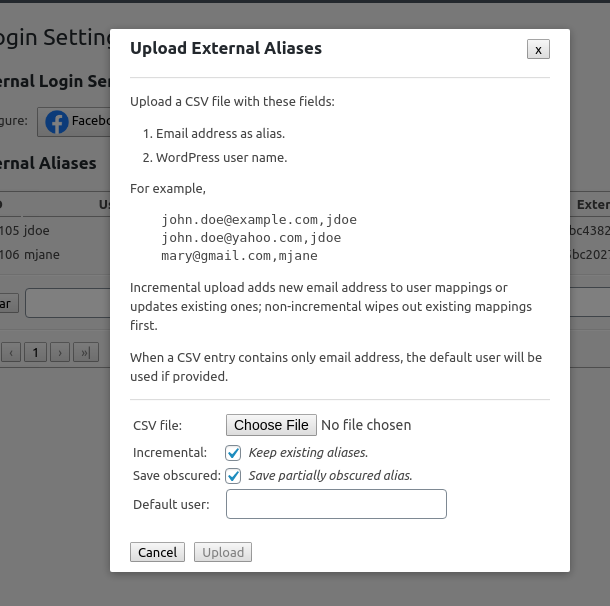 ogin Setting
Upload External Aliases
x
ernal Login Ser
Upload a CSV file with these fields:
gure:
Facebo
1. Email address as alias.
2. WordPress user name.
ernal Aliases
For example,
Us
Exter
john.doe@example.com,jdoe
105 jdoe
bc4382
john.doe@yahoo.com,jdoe
106 mjane
bc2027
mary@gmail.com,mjane
Incremental upload adds new email address to user mappings or
updates existing ones; non-incremental wipes out existing mappings
first.
ar
‹ 1 › »|
When a CSV entry contains only email address, the default user will be
used if provided.
CSV file: Choose File No file chosen
Incremental: Keep existing aliases.
Save obscured: Save partially obscured alias.
Default user:
Cancel Upload